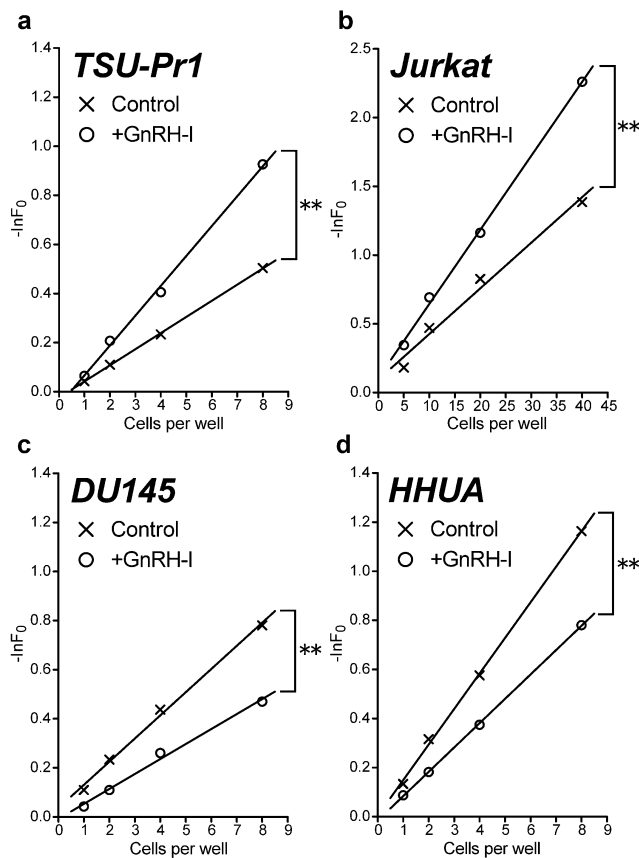 a
TSU-Pr1
× Control
○ +GnRH-I
1.4
1.2
1.0
0.8
0.6
0.4
0.2
0.0
-lnF0
**
0 1 2 3 4 5 6 7 8 9
Cells per well
b
Jurkat
× Control
○ +GnRH-I
2.5
2.0
1.5
1.0
0.5
0.0
-lnF0
**
0 5 10 15 20 25 30 35 40 45
Cells per well
c
DU145
× Control
○ +GnRH-I
1.4
1.2
1.0
0.8
0.6
0.4
0.2
0.0
-lnF0
**
0 1 2 3 4 5 6 7 8 9
Cells per well
d
HHUA
× Control
○ +GnRH-I
1.4
1.2
1.0
0.8
0.6
0.4
0.2
0.0
-lnF0
**
0 1 2 3 4 5 6 7 8 9
Cells per well